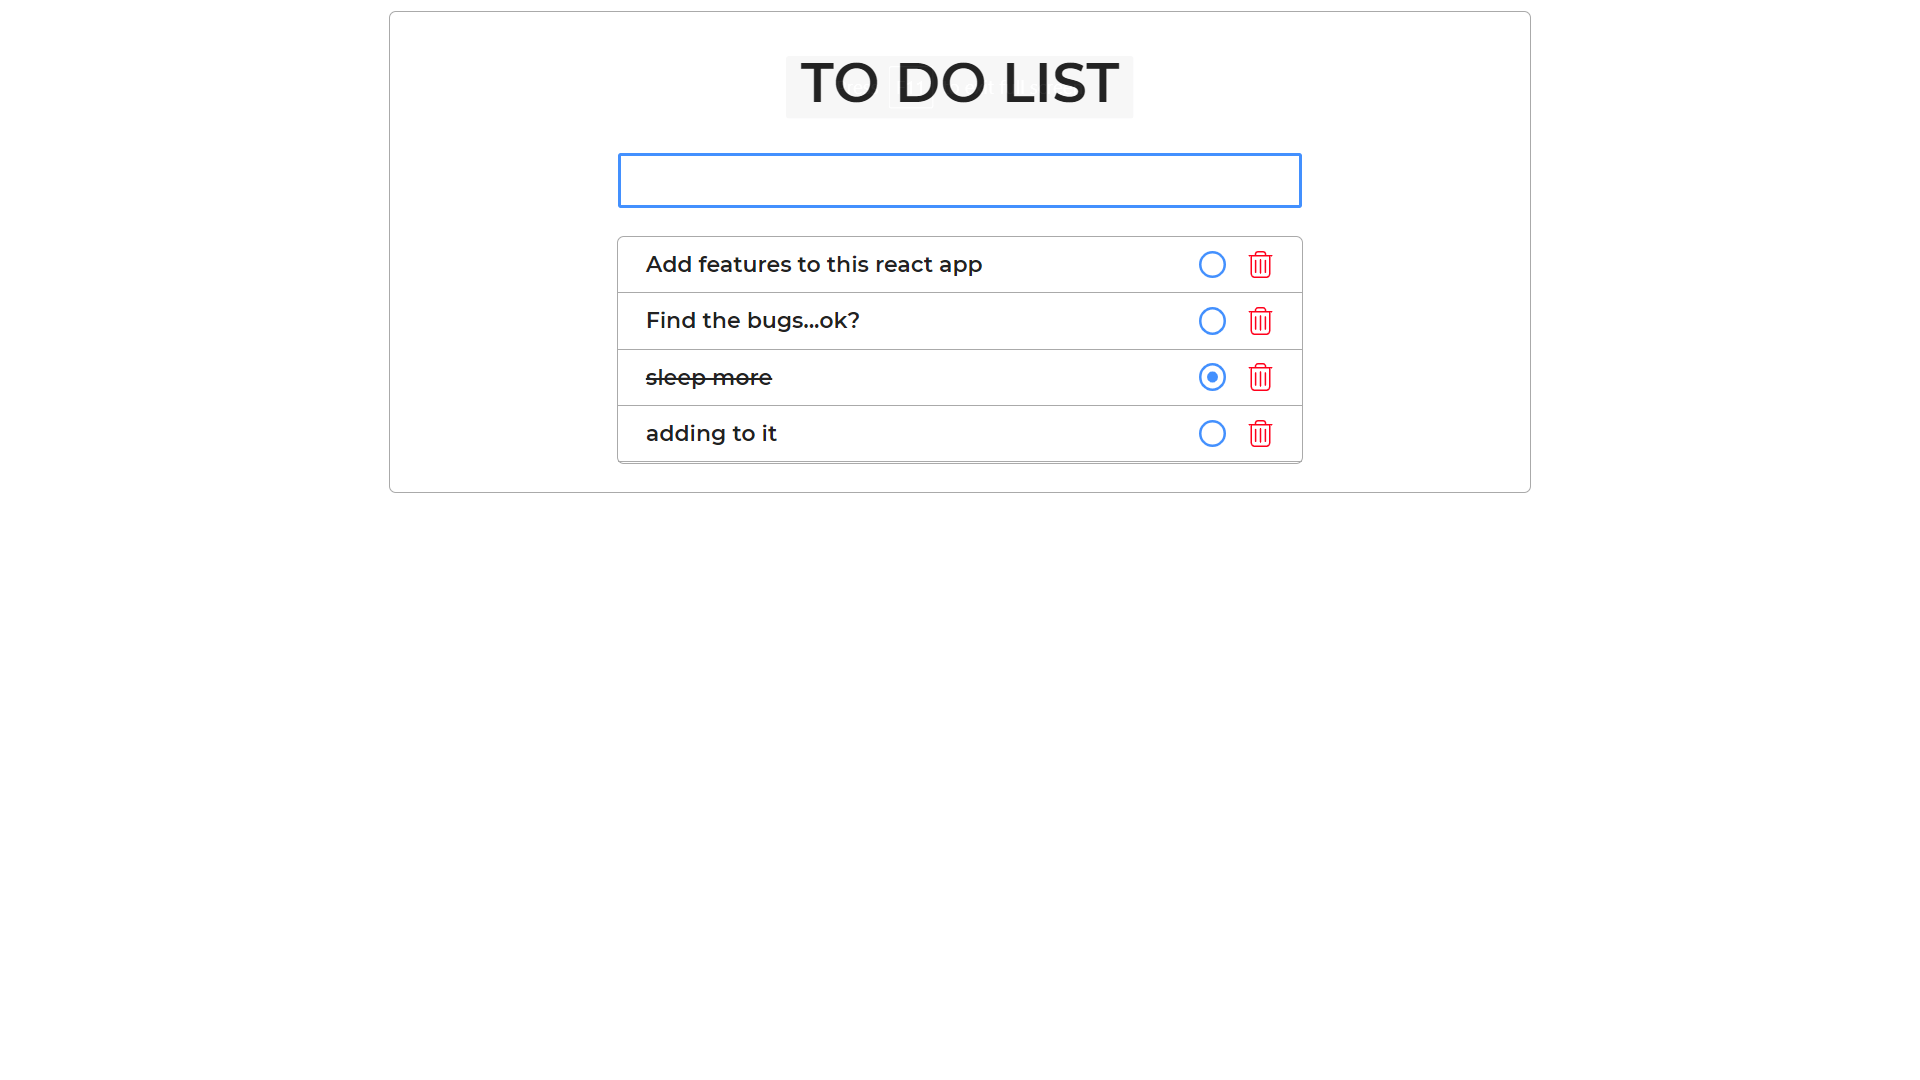 TO DO LIST
Add features to this react app
Find the bugs...ok?
sleep more
adding to it